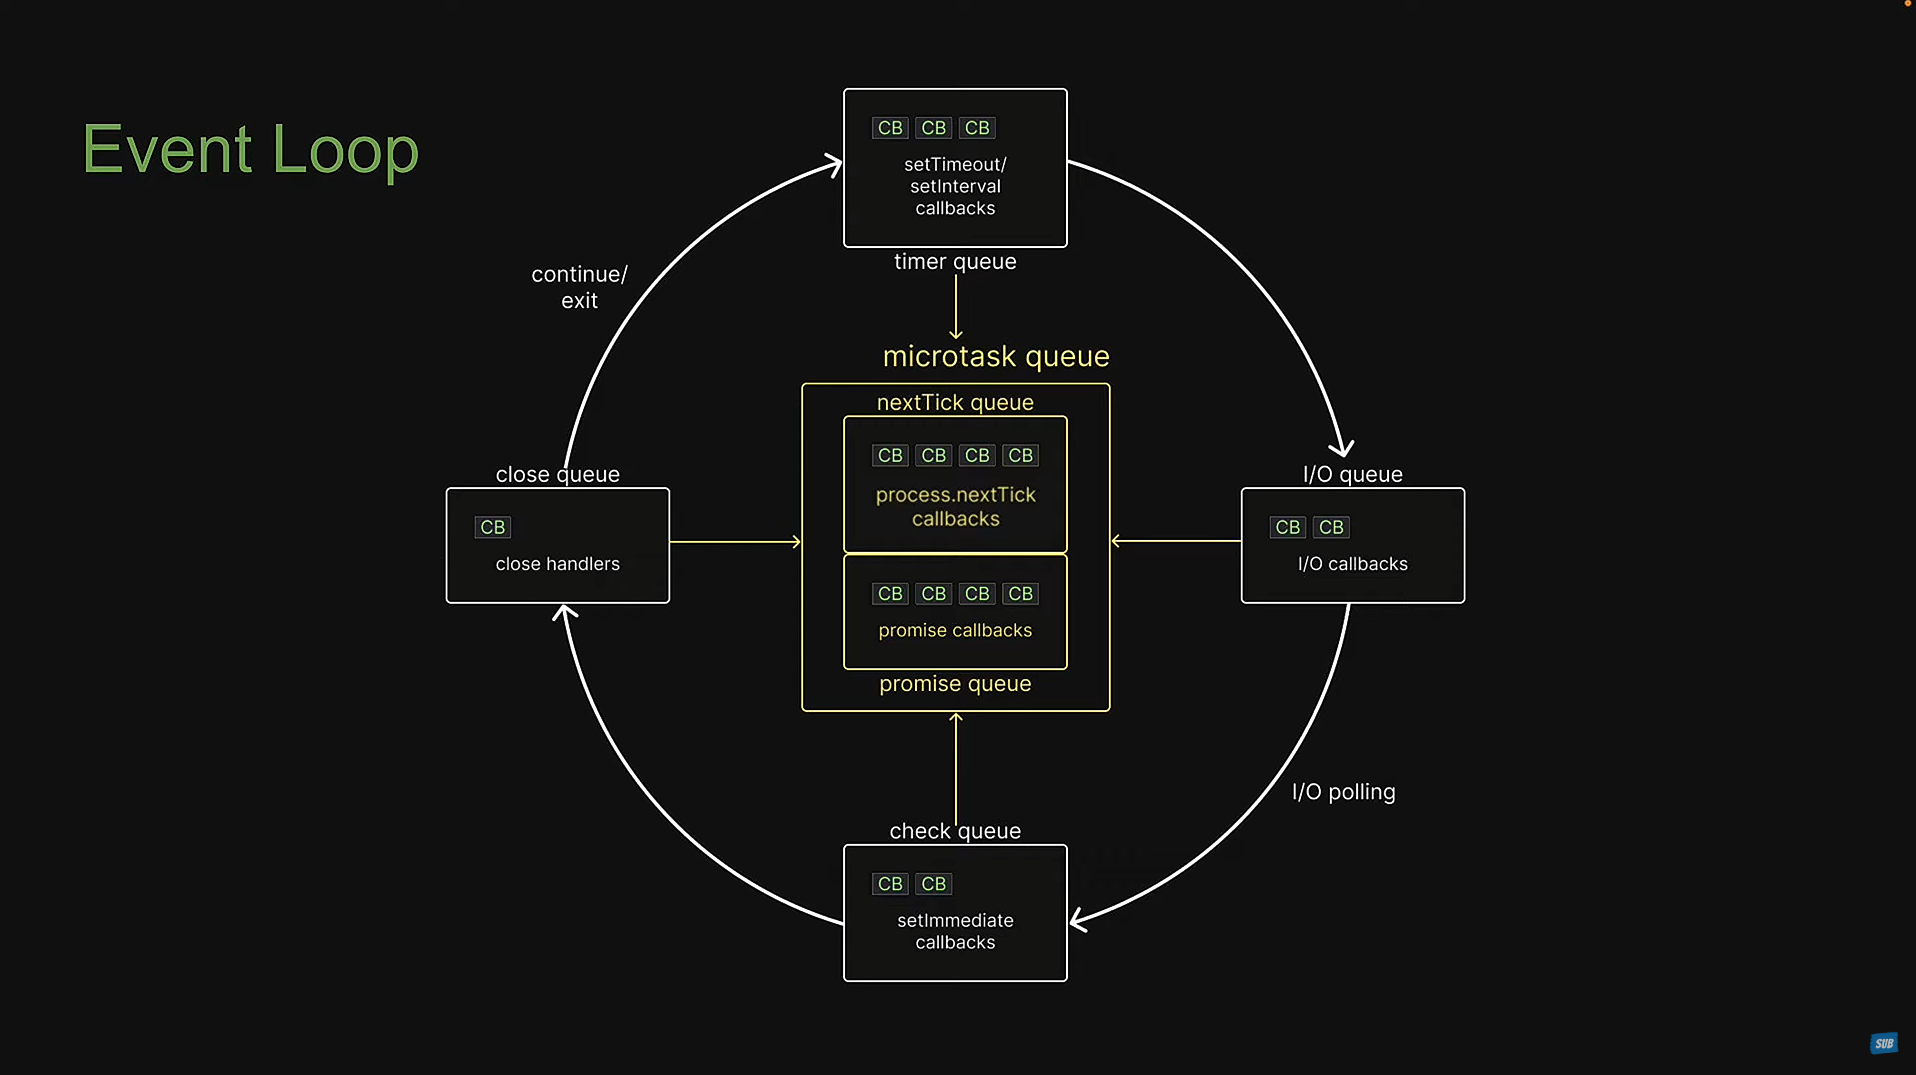 Event Loop
CB CB CB
setTimeout/
setInterval
callbacks
timer queue
continue/
exit
microtask queue
nextTick queue
CB CB CB CB
process.nextTick
callbacks
CB CB CB CB
promise callbacks
promise queue
close queue
CB
close handlers
I/O queue
CB CB
I/O callbacks
I/O polling
check queue
CB CB
setImmediate
callbacks
SUB